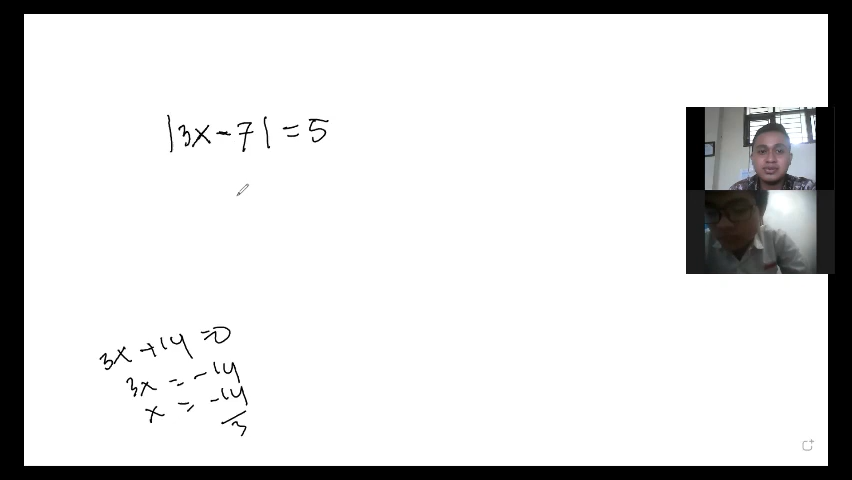 |3x - 7| = 5
3x + 14 = 0
3x = -14
x = -14/3